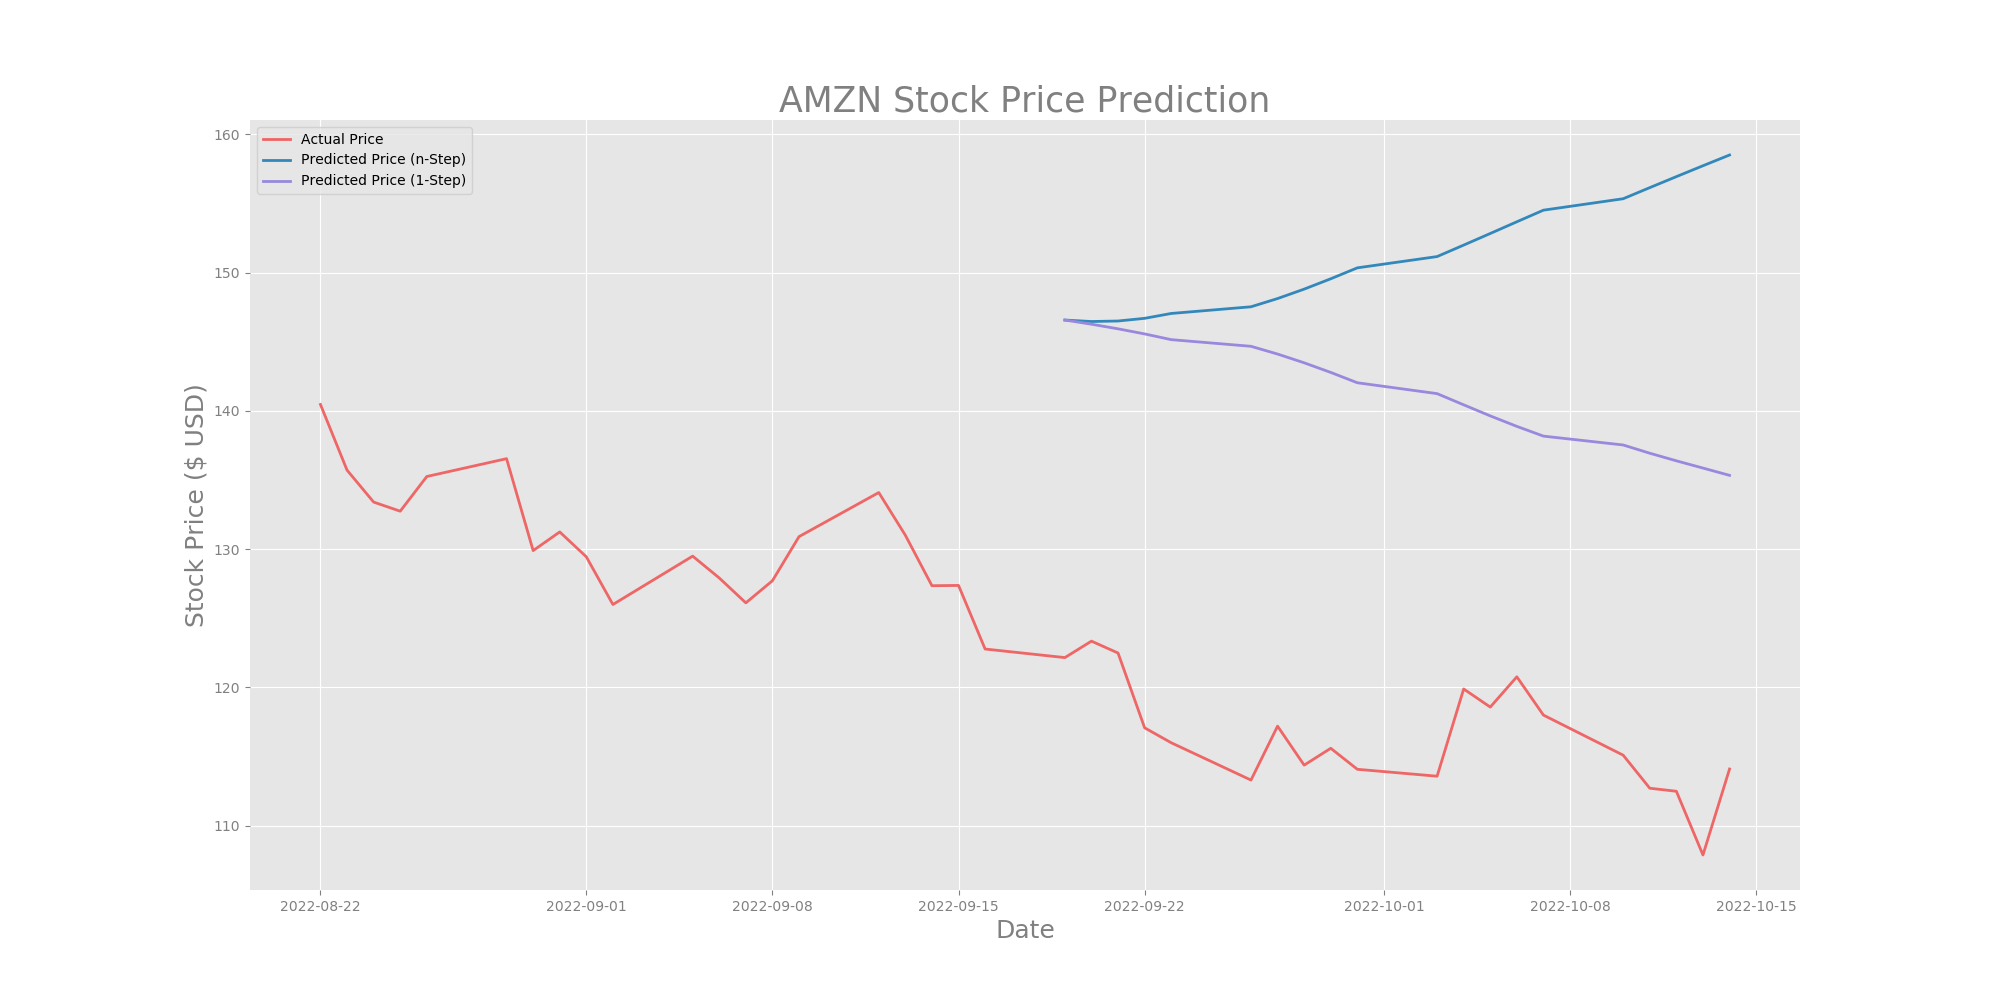 AMZN Stock Price Prediction
Actual Price
Predicted Price (n-Step)
Predicted Price (1-Step)
Stock Price ($ USD)
160
150
140
130
120
110
2022-08-22 2022-09-01 2022-09-08 2022-09-15 2022-09-22 2022-10-01 2022-10-08 2022-10-15
Date